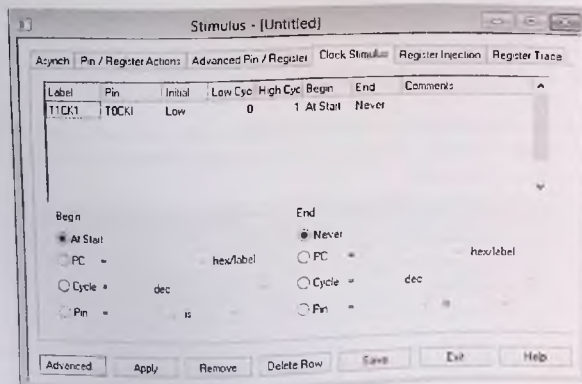 Stimulus - [Untitled]
Asynch Pin / Register Actions Advanced Pin / Register Clock Stimulus Register Injection Register Trace
Label Pin Initial Low Cyc High Cyc Begin End Comments
T1CK1 T0CKI Low 0 1 At Start Never
Begin End
At Start Never
PC = hex/label PC = hex/label
Cycle = dec Cycle = dec
Pin = is Pin = is
Advanced Apply Remove Delete Row Save Exit Help